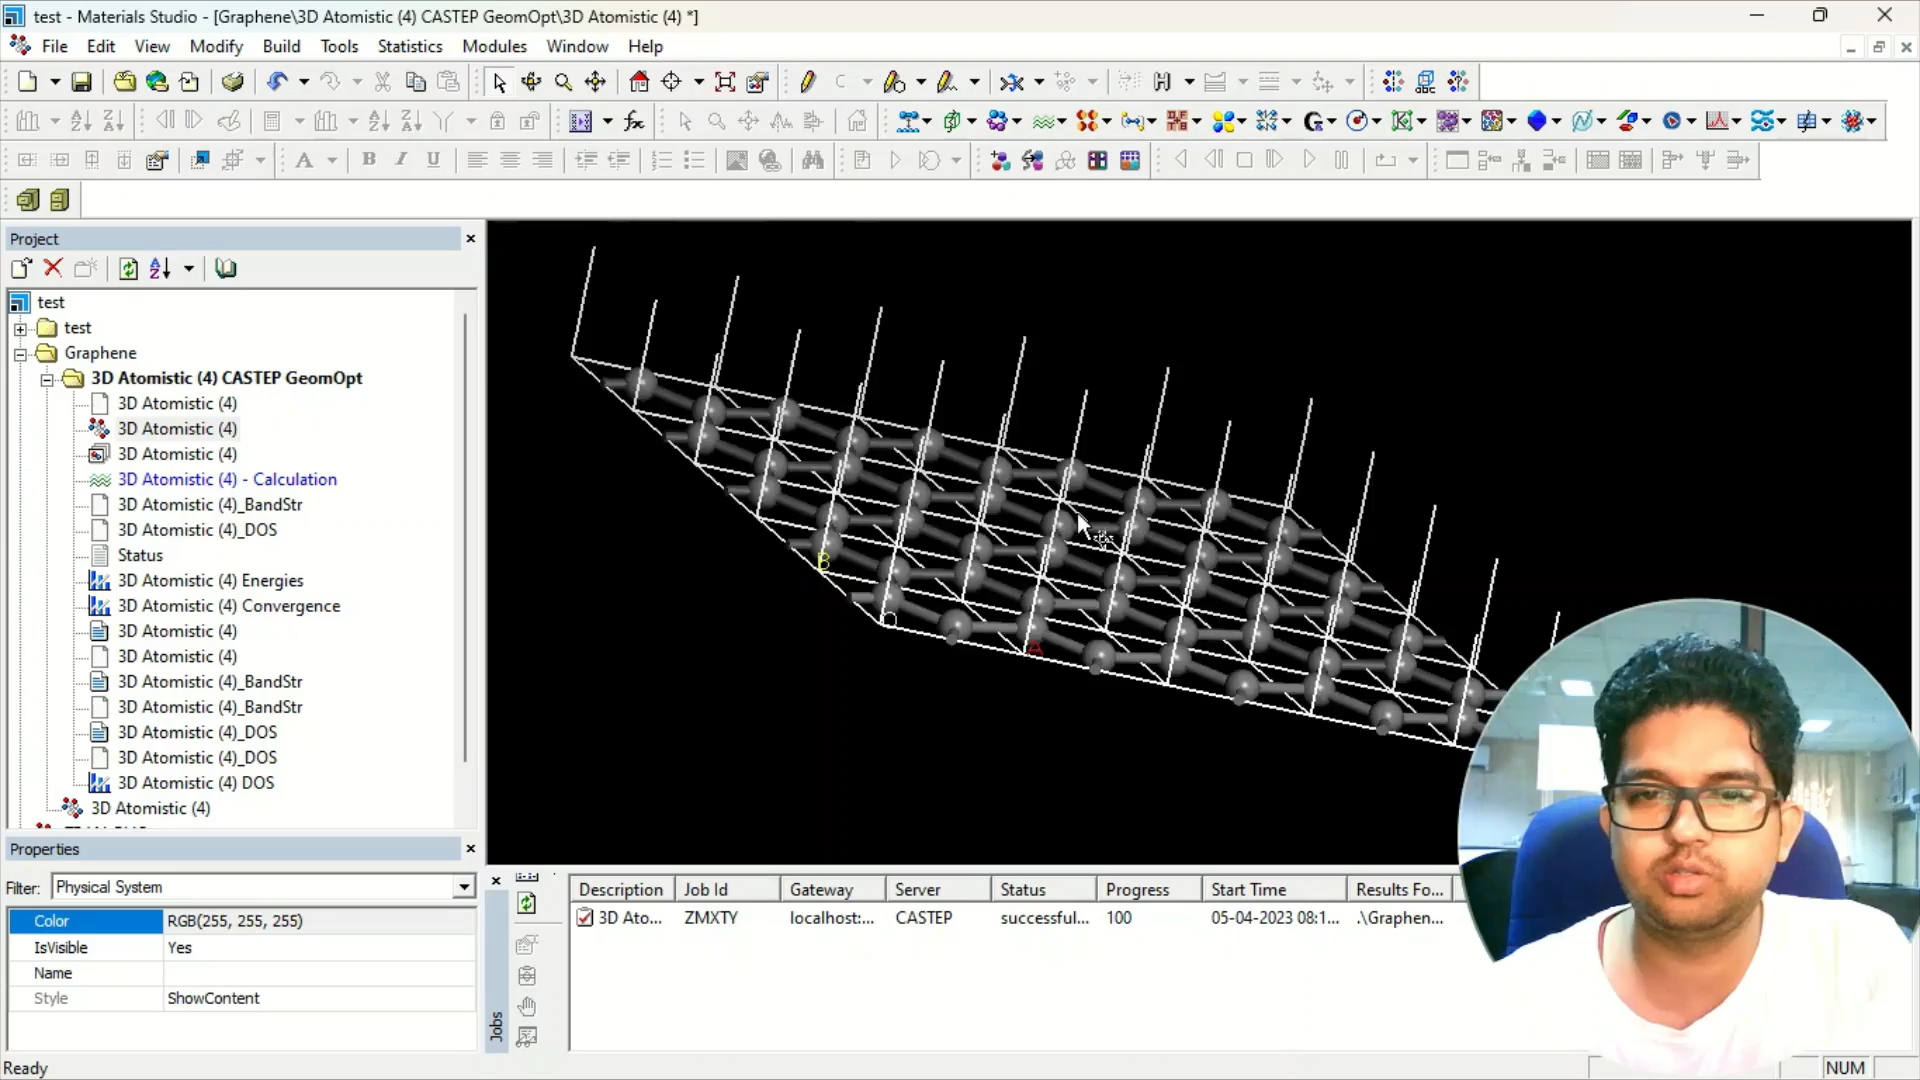 test - Materials Studio - [Graphene\3D Atomistic (4) CASTEP GeomOpt\3D Atomistic (4) *]
File Edit View Modify Build Tools Statistics Modules Window Help
Project
test
test
Graphene
3D Atomistic (4) CASTEP GeomOpt
3D Atomistic (4)
3D Atomistic (4)
3D Atomistic (4)
3D Atomistic (4) - Calculation
3D Atomistic (4)_BandStr
3D Atomistic (4)_DOS
Status
3D Atomistic (4) Energies
3D Atomistic (4) Convergence
3D Atomistic (4)
3D Atomistic (4)
3D Atomistic (4)_BandStr
3D Atomistic (4)_BandStr
3D Atomistic (4)_DOS
3D Atomistic (4)_DOS
3D Atomistic (4) DOS
3D Atomistic (4)
B
O
A
Properties
Filter: Physical System
Color RGB(255, 255, 255)
IsVisible Yes
Name
Style ShowContent
Jobs
Description Job Id Gateway Server Status Progress Start Time Results Fo...
3D Ato... ZMXTY localhost:... CASTEP successful... 100 05-04-2023 08:1... .\Graphen...
Ready
NUM